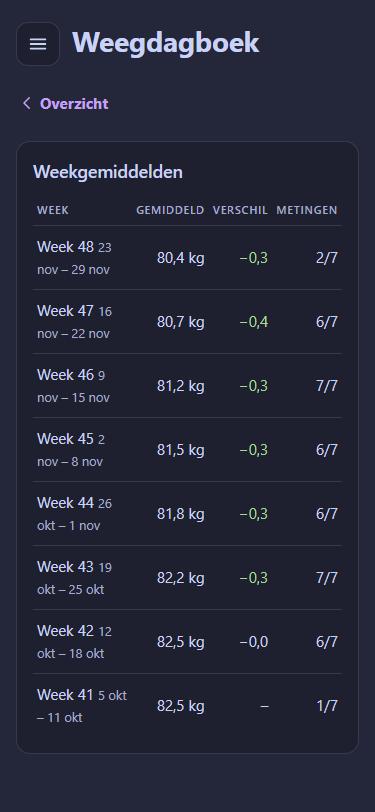 Weegdagboek
Overzicht
Weekgemiddelden
WEEK GEMIDDELD VERSCHIL METINGEN
Week 48 23
nov – 29 nov
80,4 kg −0,3 2/7
Week 47 16
nov – 22 nov
80,7 kg −0,4 6/7
Week 46 9
nov – 15 nov
81,2 kg −0,3 7/7
Week 45 2
nov – 8 nov
81,5 kg −0,3 6/7
Week 44 26
okt – 1 nov
81,8 kg −0,3 6/7
Week 43 19
okt – 25 okt
82,2 kg −0,3 7/7
Week 42 12
okt – 18 okt
82,5 kg −0,0 6/7
Week 41 5 okt
– 11 okt
82,5 kg – 1/7